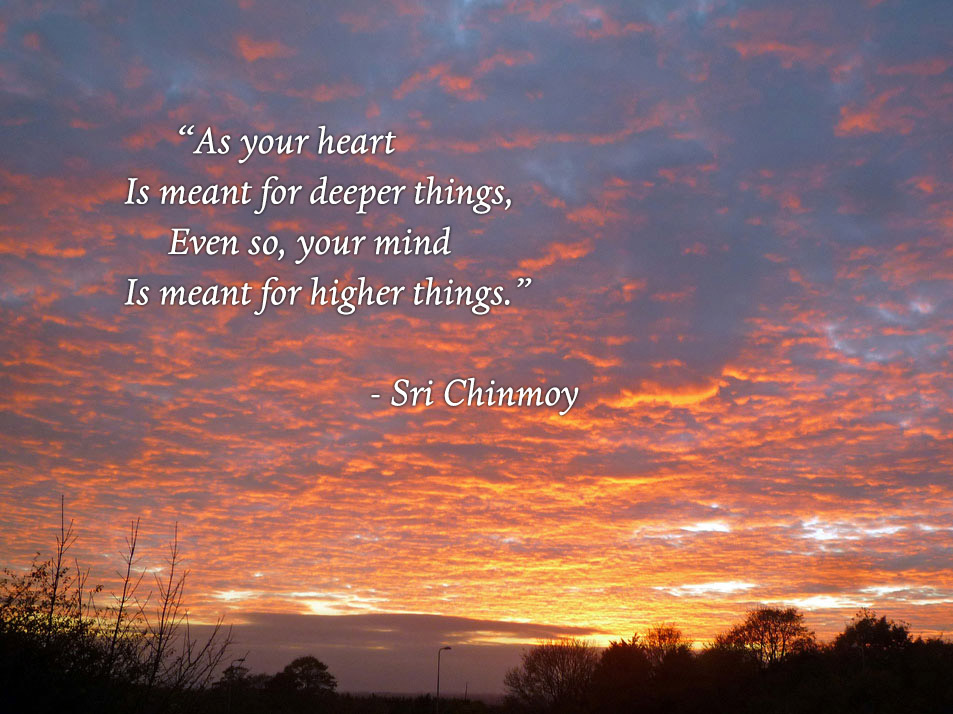 “As your heart
Is meant for deeper things,
Even so, your mind
Is meant for higher things.”
- Sri Chinmoy